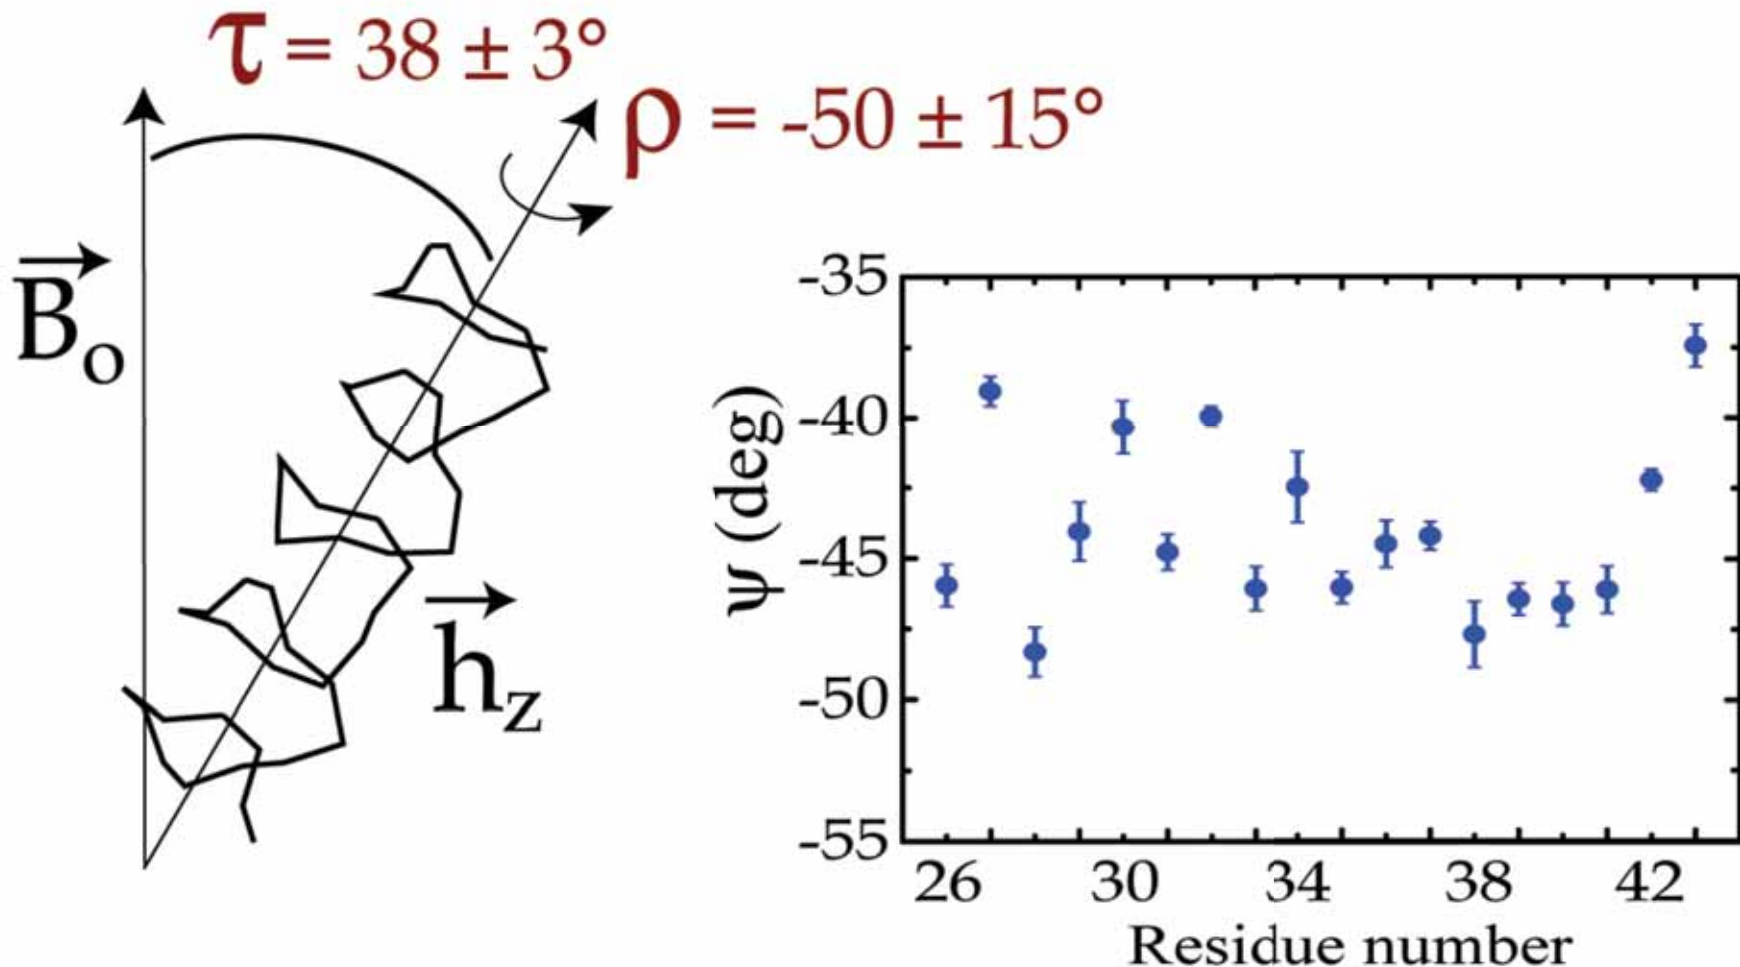 τ = 38 ± 3°
ρ = -50 ± 15°
B⃗o
h⃗z
ψ (deg)
-35
-40
-45
-50
-55
26 30 34 38 42
Residue number